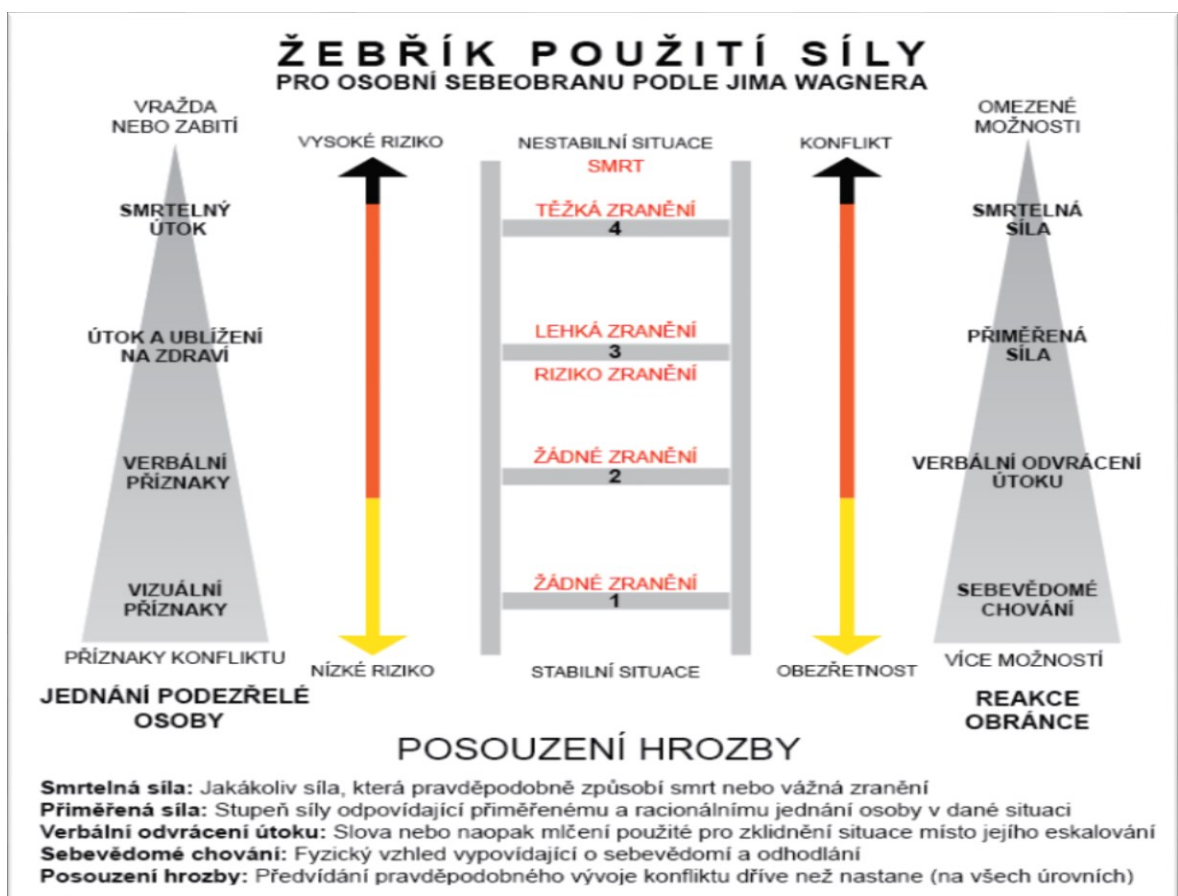 ŽEBŘÍK POUŽITÍ SÍLY
PRO OSOBNÍ SEBEOBRANU PODLE JIMA WAGNERA
VRAŽDA
NEBO ZABITÍ
SMRTELNÝ
ÚTOK
ÚTOK A UBLÍŽENÍ
NA ZDRAVÍ
VERBÁLNÍ
PŘÍZNAKY
VIZUÁLNÍ
PŘÍZNAKY
PŘÍZNAKY KONFLIKTU
JEDNÁNÍ PODEZŘELÉ
OSOBY
VYSOKÉ RIZIKO
NÍZKÉ RIZIKO
NESTABILNÍ SITUACE
SMRT
TĚŽKÁ ZRANĚNÍ
4
LEHKÁ ZRANĚNÍ
3
RIZIKO ZRANĚNÍ
ŽÁDNÉ ZRANĚNÍ
2
ŽÁDNÉ ZRANĚNÍ
1
STABILNÍ SITUACE
KONFLIKT
OBEZŘETNOST
OMEZENÉ
MOŽNOSTI
SMRTELNÁ
SÍLA
PŘIMĚŘENÁ
SÍLA
VERBÁLNÍ ODVRÁCENÍ
ÚTOKU
SEBEVĚDOMÉ
CHOVÁNÍ
VÍCE MOŽNOSTÍ
REAKCE
OBRÁNCE
POSOUZENÍ HROZBY
Smrtelná síla: Jakákoliv síla, která pravděpodobně způsobí smrt nebo vážná zranění
Přiměřená síla: Stupeň síly odpovídající přiměřenému a racionálnímu jednání osoby v dané situaci
Verbální odvrácení útoku: Slova nebo naopak mlčení použité pro zklidnění situace místo jejího eskalování
Sebevědomé chování: Fyzický vzhled vypovídající o sebevědomí a odhodlání
Posouzení hrozby: Předvídání pravděpodobného vývoje konfliktu dříve než nastane (na všech úrovních)